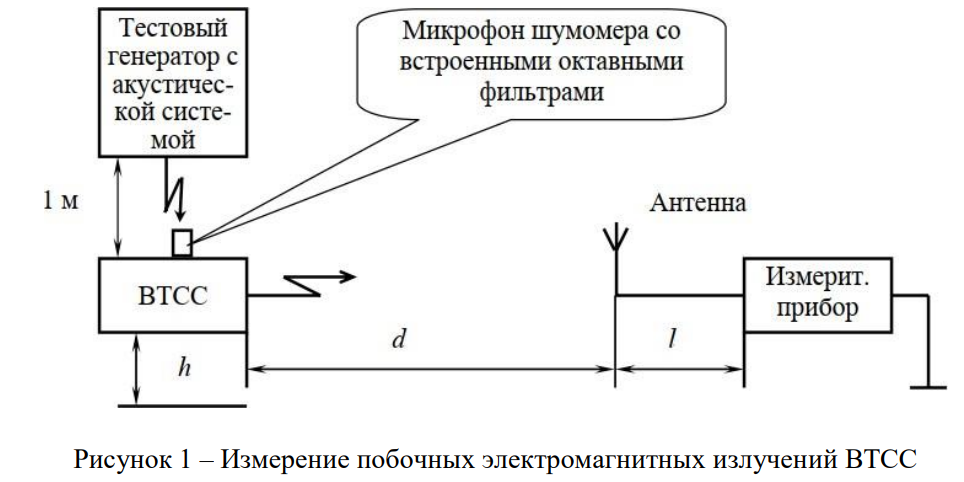 Тестовый
генератор с
акустичес-
кой систе-
мой
Микрофон шумомера со
встроенными октавными
фильтрами
1 м
Антенна
ВТСС
Измерит.
прибор
h
d
l
Рисунок 1 – Измерение побочных электромагнитных излучений ВТСС